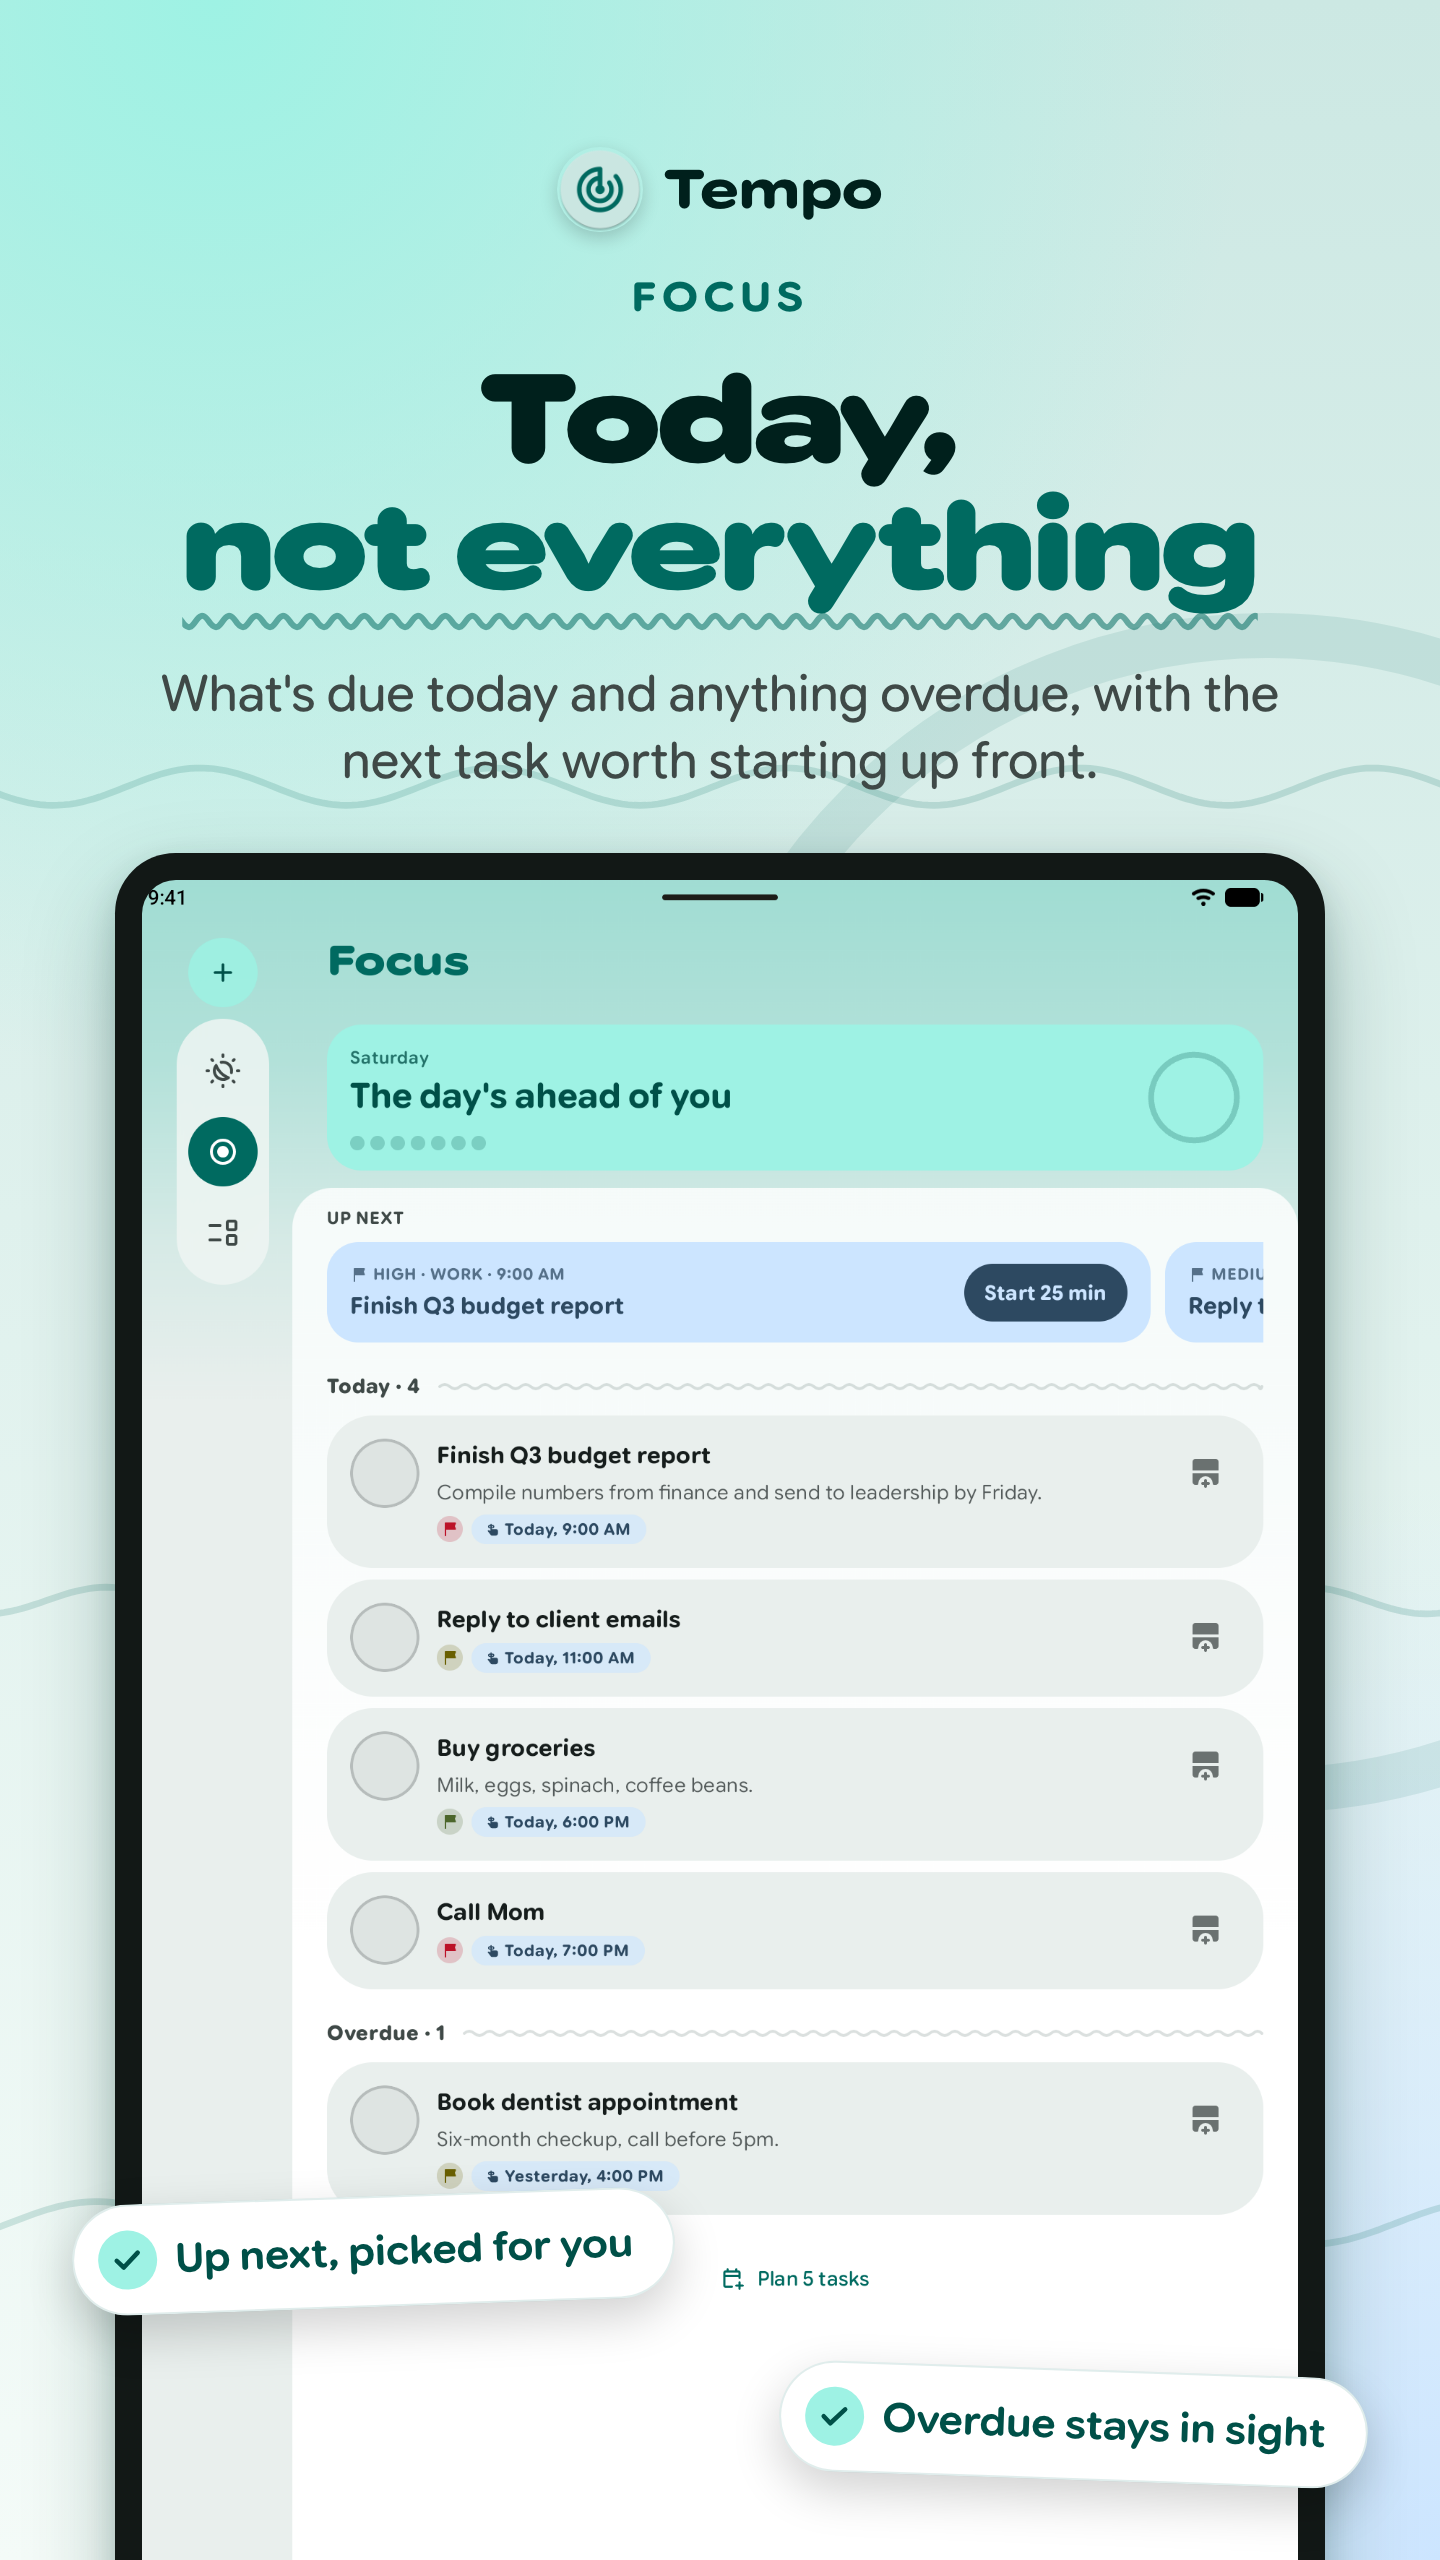 Tempo
FOCUS
Today,
not everything
What's due today and anything overdue, with the
next task worth starting up front.
9:41
Focus
Saturday
The day's ahead of you
UP NEXT
HIGH · WORK · 9:00 AM
Finish Q3 budget report
Start 25 min
MEDIU
Reply t
Today · 4
Finish Q3 budget report
Compile numbers from finance and send to leadership by Friday.
Today, 9:00 AM
Reply to client emails
Today, 11:00 AM
Buy groceries
Milk, eggs, spinach, coffee beans.
Today, 6:00 PM
Call Mom
Today, 7:00 PM
Overdue · 1
Book dentist appointment
Six-month checkup, call before 5pm.
Yesterday, 4:00 PM
Up next, picked for you
Plan 5 tasks
Overdue stays in sight